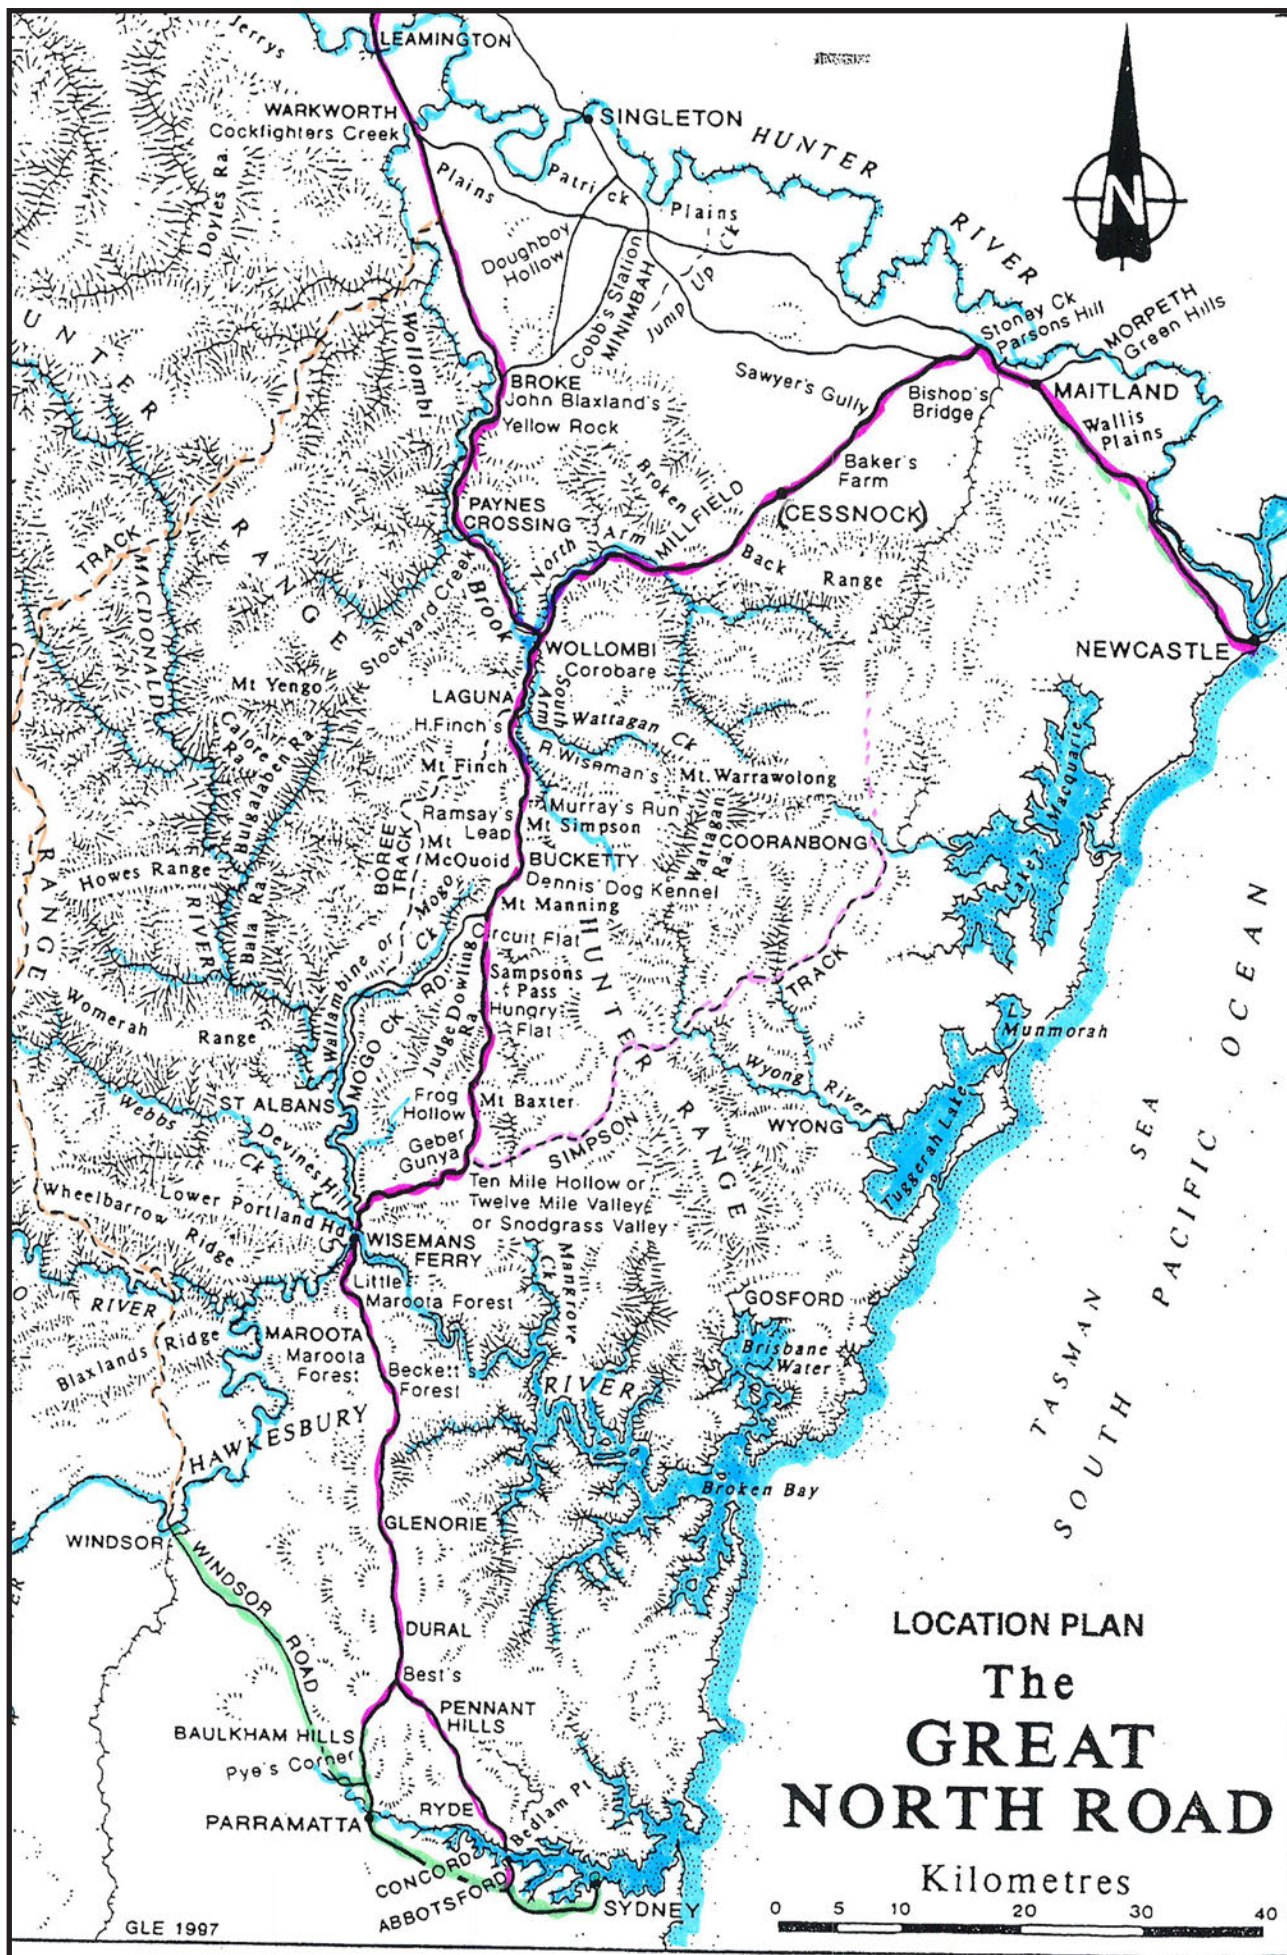 Jerrys
LEAMINGTON
WARKWORTH
Cockfighters Creek
SINGLETON
HUNTER
RIVER
Doyles Ra.
Plains
Patrick
Plains
Doughboy
Hollow
Cobb's Station
MINIMBAH
Jump Up
Ck
N
Stoney Ck
Parsons Hill
MORPETH
Green Hills
MAITLAND
Wallis
Plains
Sawyer's Gully
Bishop's
Bridge
Baker's
Farm
(CESSNOCK)
UNTER
RANGE
Wollombi
Brook
BROKE
John Blaxland's
Yellow Rock
PAYNES
CROSSING
Broken
Back
Range
MILLFIELD
North Arm
TRACK
MACDONALD
RIVER
Stockyard Creek
WOLLOMBI
Corobare
NEWCASTLE
Mt Yengo
LAGUNA
South
Arm
H.Finch's
Wattagan Ck
Calore
Ra.
Bulgalaben Ra.
Mt Finch
R.Wiseman's
Mt. Warrawolong
Ramsay's
Leap
Murray's Run
Mt Simpson
Wattagan
Ra.
COORANBONG
Lake Macquarie
BOREE
TRACK
Mt
McQuoid
BUCKETTY
Dennis' Dog Kennel
Howes Range
Bala Ra.
Mogo
Ck
Mt Manning
RANGE
Circuit Flat
HUNTER
RANGE
Wallambine or
Sampsons
Pass
Hungry
Flat
Judge Dowling
Ra.
MOGO CK RD
TRACK
SIMPSON
Womerah
Range
L.
Munmorah
Wyong River
WYONG
Tuggerah Lake
ST ALBANS
Frog
Hollow
Mt Baxter
Geber
Gunya
Webbs
Ck
Devines Hill
Ten Mile Hollow or
Twelve Mile Valley
or Snodgrass Valley
Lower Portland Hd
Wheelbarrow Ridge
WISEMANS
FERRY
Little
Maroota Forest
Mangrove
Ck
GOSFORD
Brisbane
Water
RIVER
MAROOTA
Maroota
Forest
Blaxlands Ridge
Beckett's
Forest
RIVER
HAWKESBURY
Broken Bay
TASMAN SEA
SOUTH PACIFIC OCEAN
GLENORIE
WINDSOR
WINDSOR ROAD
DURAL
Best's
PENNANT
HILLS
BAULKHAM HILLS
Pye's Corner
PARRAMATTA
RYDE
Bedlam Pt
CONCORD
ABBOTSFORD
SYDNEY
GLE 1997
LOCATION PLAN
The
GREAT
NORTH ROAD
Kilometres
0 5 10 20 30 40